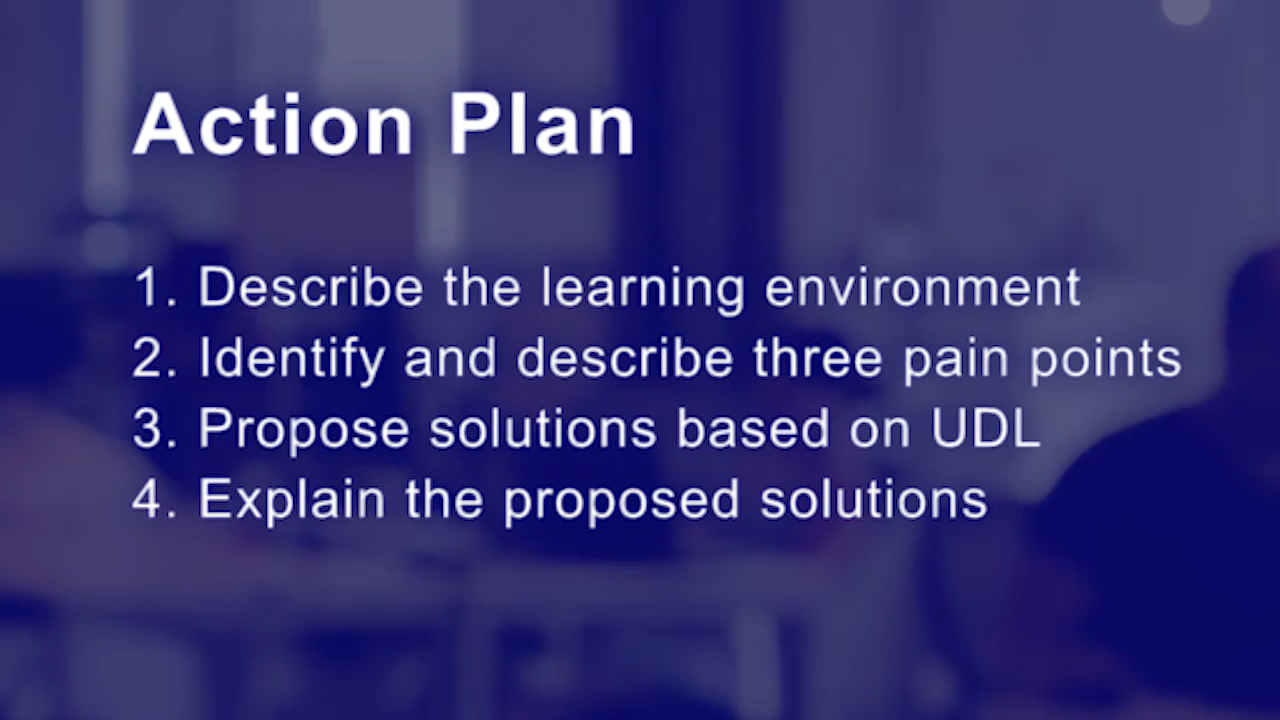 Action Plan
1. Describe the learning environment
2. Identify and describe three pain points
3. Propose solutions based on UDL
4. Explain the proposed solutions